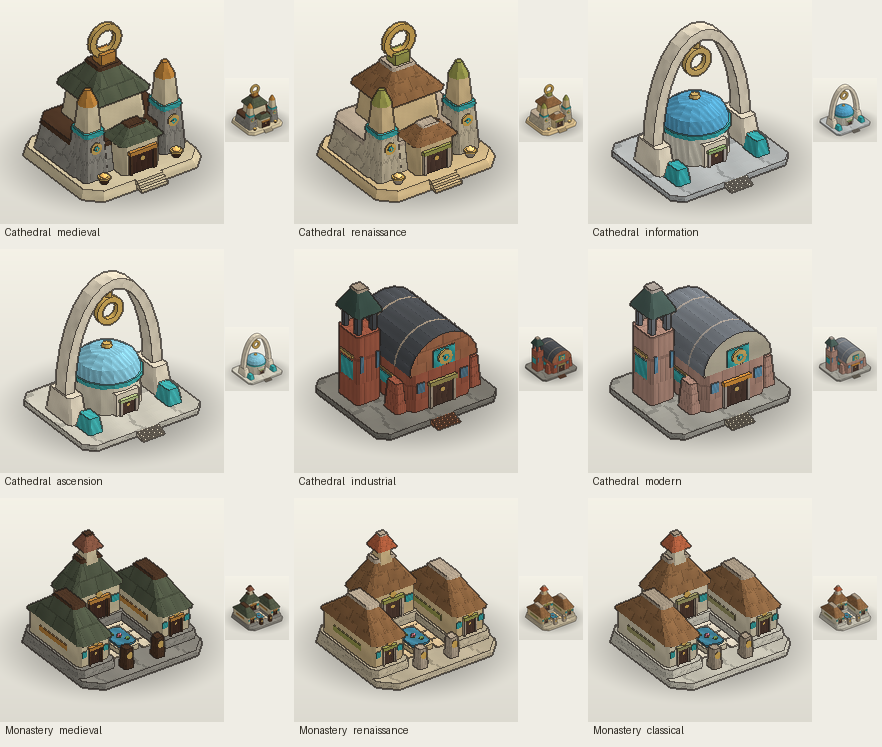 Cathedral medieval
Cathedral renaissance
Cathedral information
Cathedral ascension
Cathedral industrial
Cathedral modern
Monastery medieval
Monastery renaissance
Monastery classical